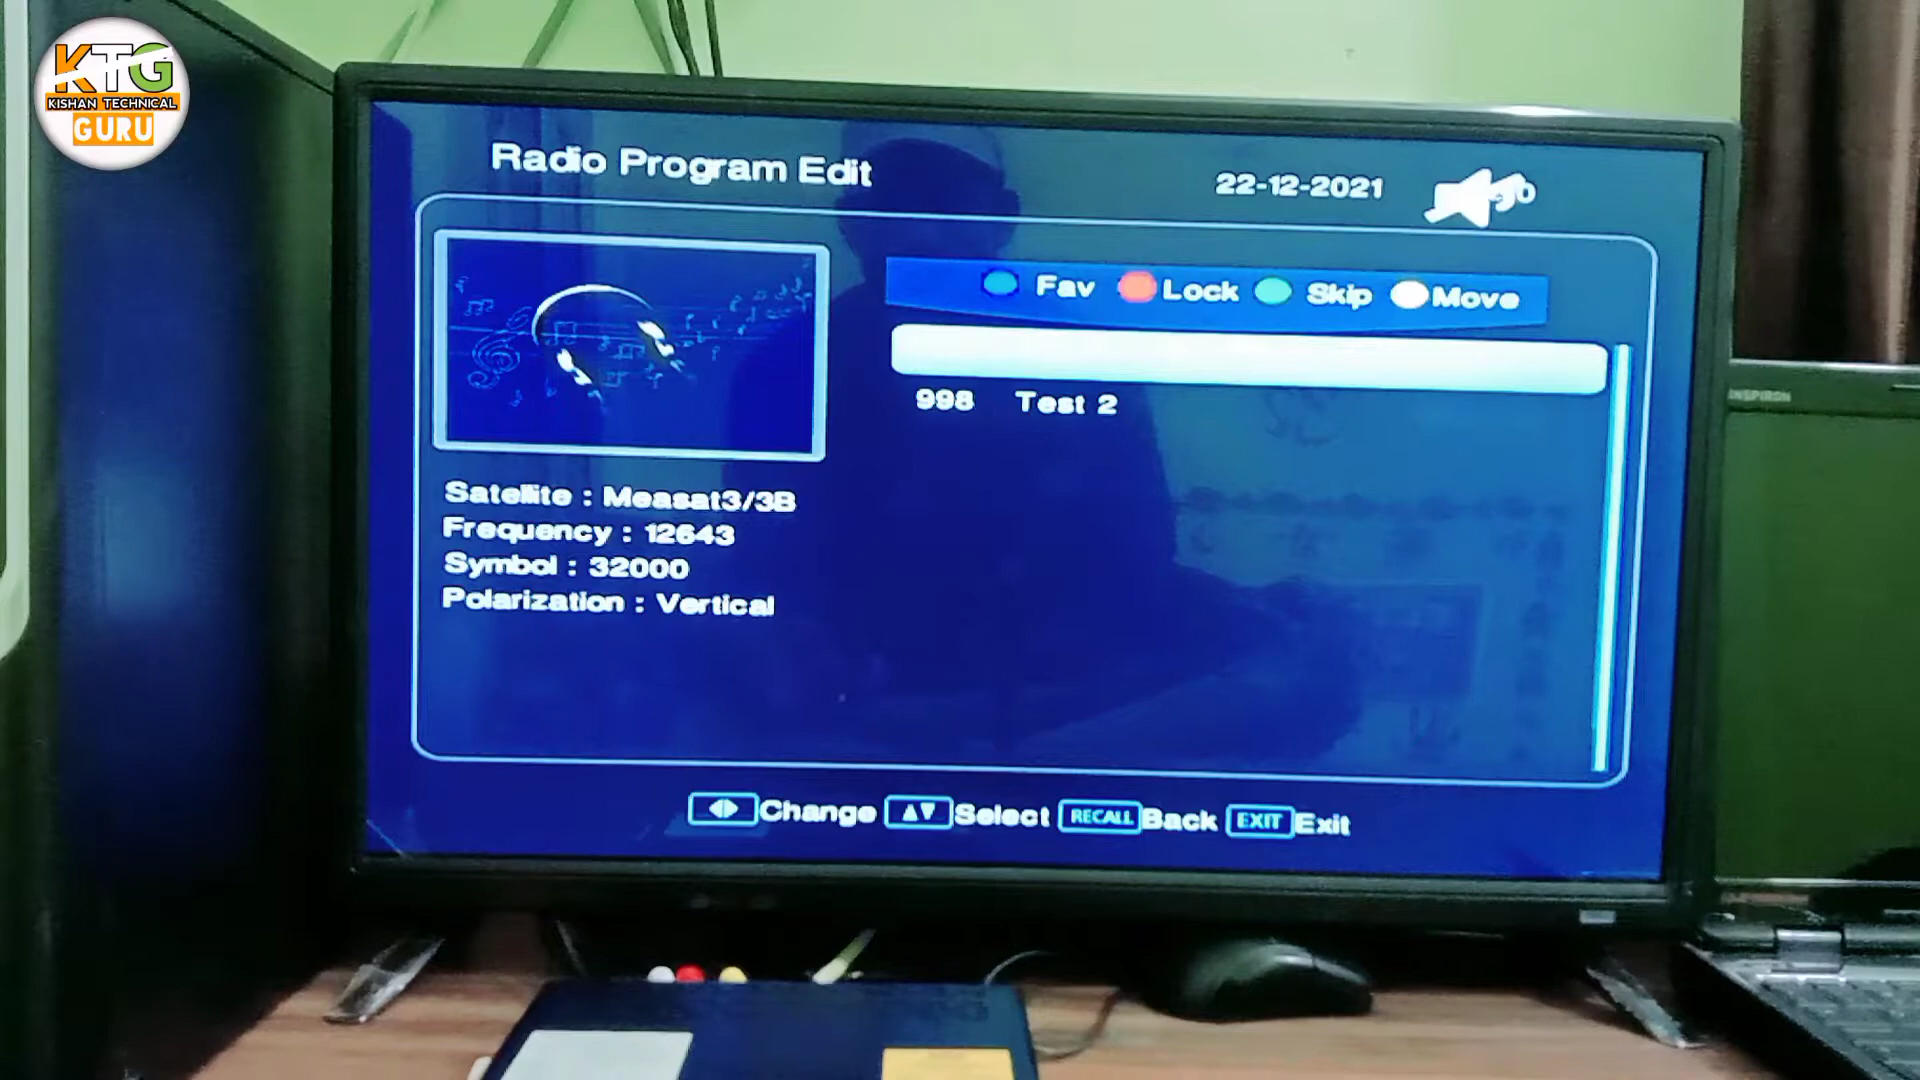 KTG
KISHAN TECHNICAL
GURU
Radio Program Edit
22-12-2021
Fav Lock Skip Move
998 Test 2
Satellite : Measat3/3B
Frequency : 12643
Symbol : 32000
Polarization : Vertical
Change Select RECALL Back EXIT Exit
INSPIRON